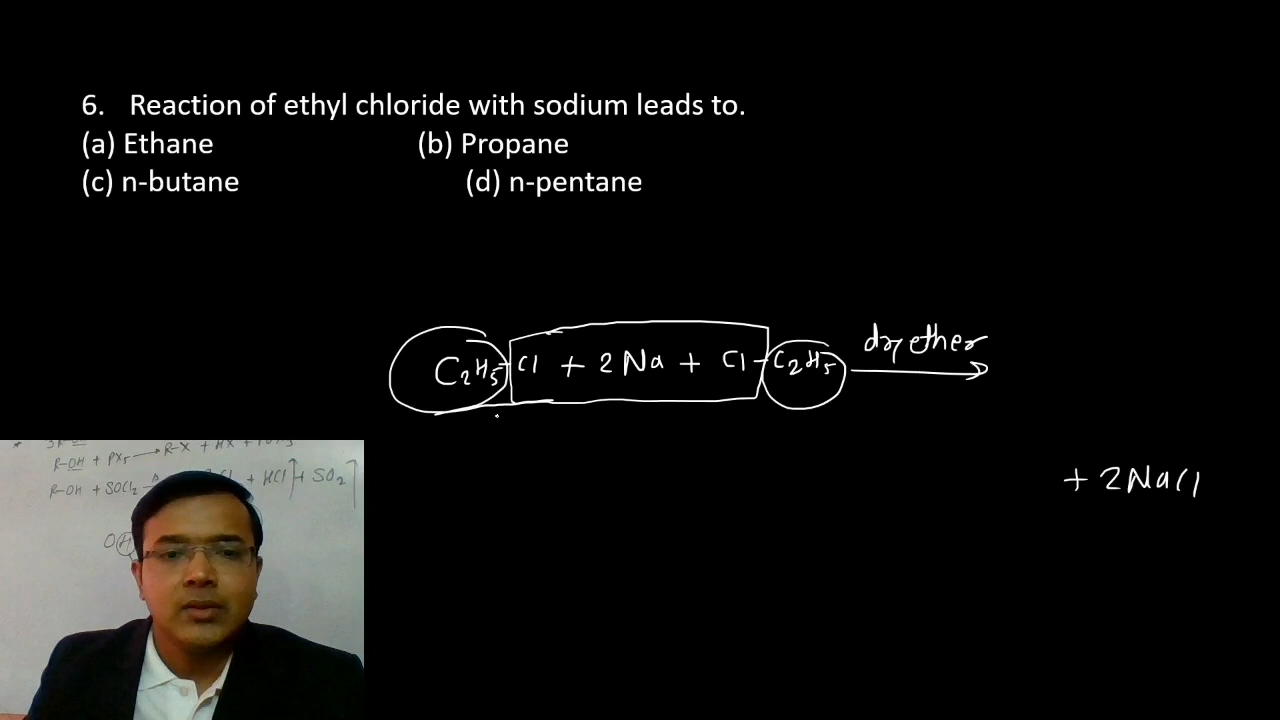 6. Reaction of ethyl chloride with sodium leads to.
(a) Ethane (b) Propane
(c) n-butane (d) n-pentane
C₂H₅-Cl + 2Na + Cl-C₂H₅ dry ether →
R-OH + PX₅ → R-X + HX +
R-OH + SOCl₂ + HCl↑ + SO₂↑
+ 2NaCl
OH